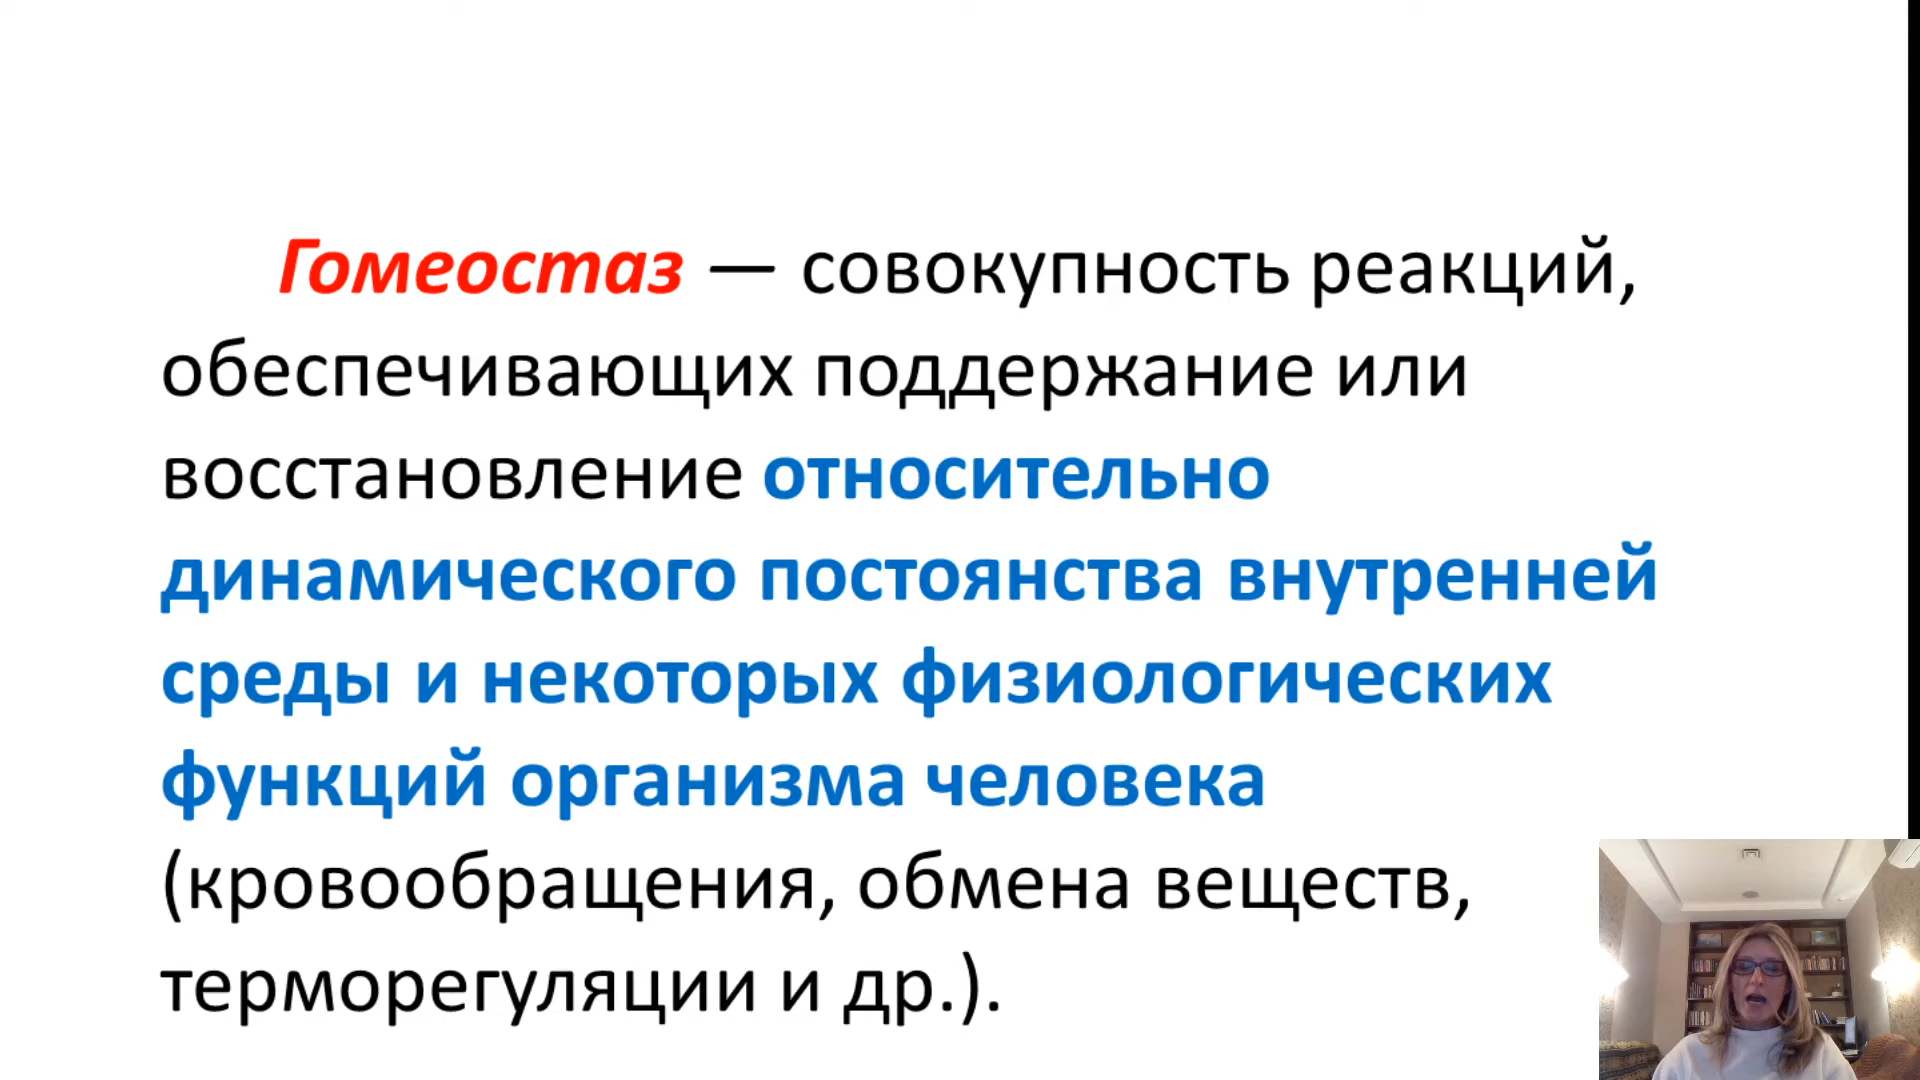 Гомеостаз — совокупность реакций,
обеспечивающих поддержание или
восстановление относительно
динамического постоянства внутренней
среды и некоторых физиологических
функций организма человека
(кровообращения, обмена веществ,
терморегуляции и др.).